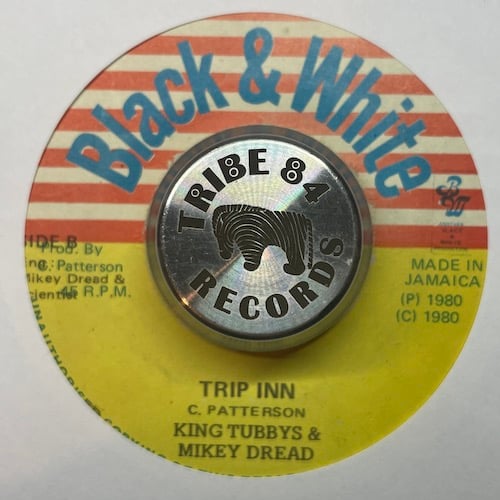 Black & White
TRIBE 84
RECORDS
SIDE B
Prod. By
C. Patterson
Mikey Dread &
45 R.P.M.
MADE IN
JAMAICA
(P) 1980
(C) 1980
TRIP INN
C. PATTERSON
KING TUBBYS &
MIKEY DREAD